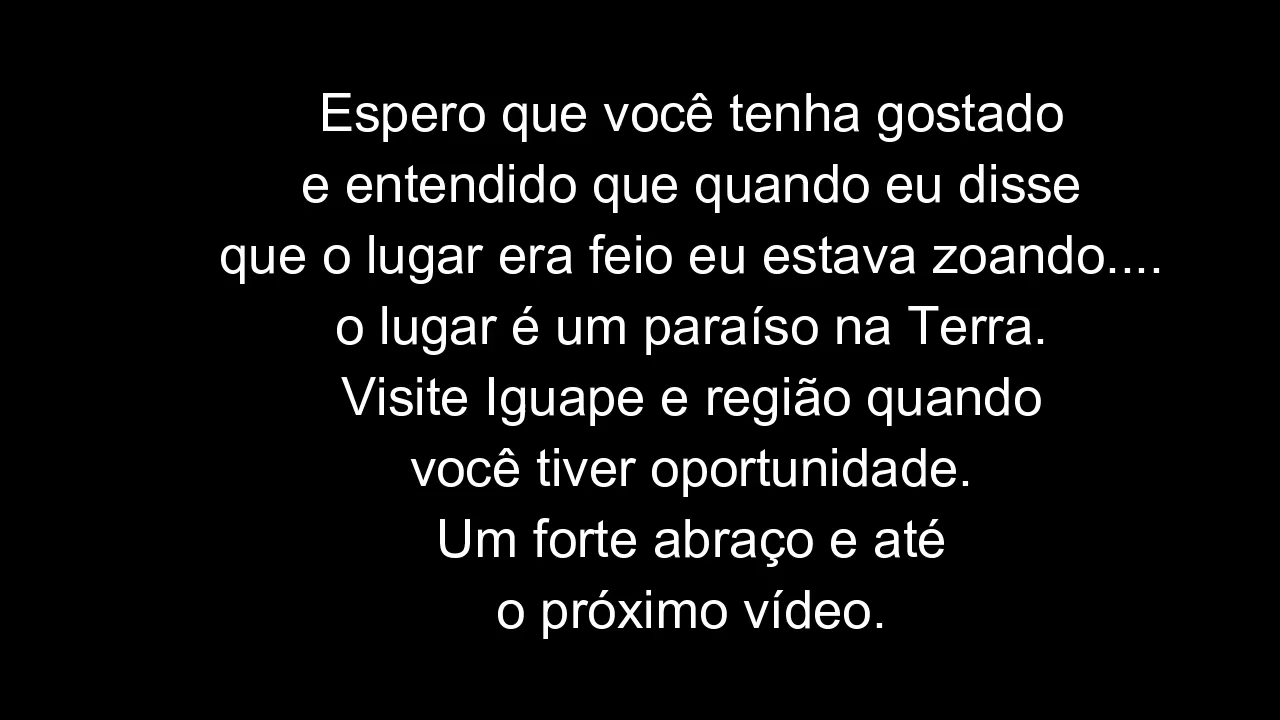 Espero que você tenha gostado
e entendido que quando eu disse
que o lugar era feio eu estava zoando....
o lugar é um paraíso na Terra.
Visite Iguape e região quando
você tiver oportunidade.
Um forte abraço e até
o próximo vídeo.